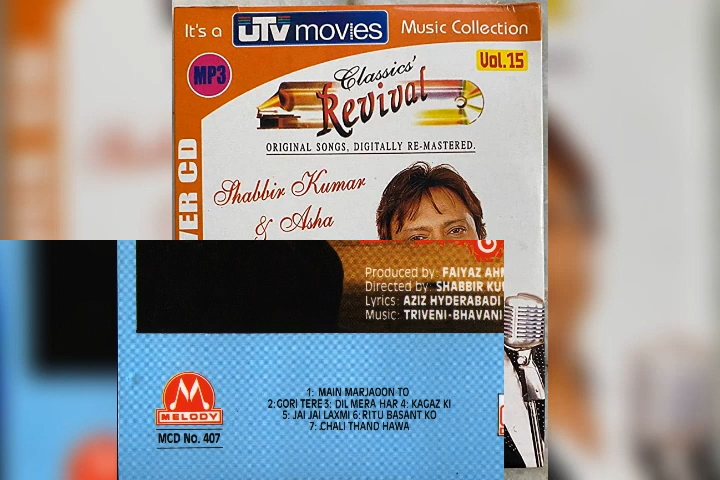 It's a UTV movies Music Collection
Vol.15
MP3
Classics'
Revival
ORIGINAL SONGS, DIGITALLY RE-MASTERED.
VER CD
Shabbir Kumar
& Asha
Produced by: FAIYAZ AH
Directed by: SHABBIR KU
Lyrics: AZIZ HYDERABADI
Music: TRIVENI-BHAVANI
MELODY
MCD No. 407
1: MAIN MARJAOON TO
2: GORI TERE 3: DIL MERA HAR 4: KAGAZ KI
5: JAI JAI LAXMI 6: RITU BASANT KO
7: CHALI THAND HAWA